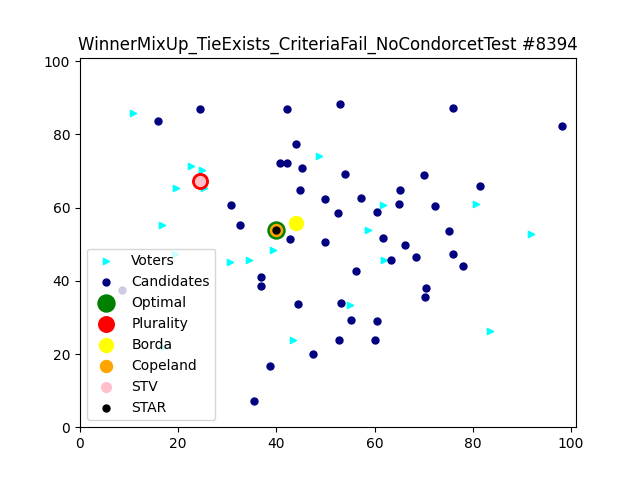 WinnerMixUp_TieExists_CriteriaFail_NoCondorcetTest #8394
100
80
60
40
20
0
Voters
Candidates
Optimal
Plurality
Borda
Copeland
STV
STAR
0 20 40 60 80 100